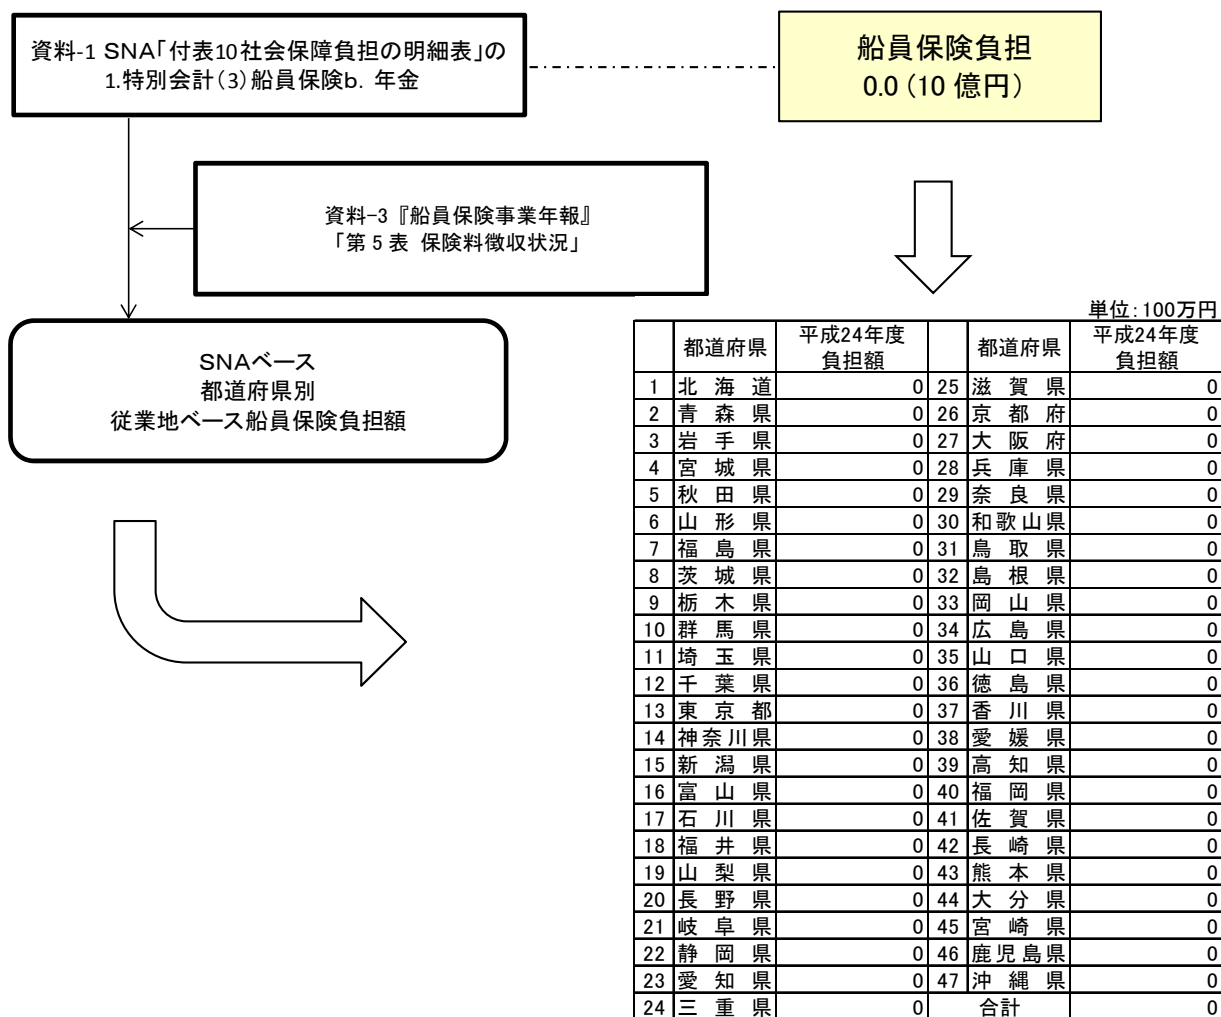 資料-1 SNA「付表10社会保障負担の明細表」の
1.特別会計(3)船員保険b. 年金
船員保険負担
0.0 (10 億円)
資料-3『船員保険事業年報』
「第 5 表 保険料徴収状況」
SNAベース
都道府県別
従業地ベース船員保険負担額
単位:100万円
都道府県 平成24年度 負担額 都道府県 平成24年度 負担額
1 北海道 0 25 滋賀県 0
2 青森県 0 26 京都府 0
3 岩手県 0 27 大阪府 0
4 宮城県 0 28 兵庫県 0
5 秋田県 0 29 奈良県 0
6 山形県 0 30 和歌山県 0
7 福島県 0 31 鳥取県 0
8 茨城県 0 32 島根県 0
9 栃木県 0 33 岡山県 0
10 群馬県 0 34 広島県 0
11 埼玉県 0 35 山口県 0
12 千葉県 0 36 徳島県 0
13 東京都 0 37 香川県 0
14 神奈川県 0 38 愛媛県 0
15 新潟県 0 39 高知県 0
16 富山県 0 40 福岡県 0
17 石川県 0 41 佐賀県 0
18 福井県 0 42 長崎県 0
19 山梨県 0 43 熊本県 0
20 長野県 0 44 大分県 0
21 岐阜県 0 45 宮崎県 0
22 静岡県 0 46 鹿児島県 0
23 愛知県 0 47 沖縄県 0
24 三重県 0 合計 0